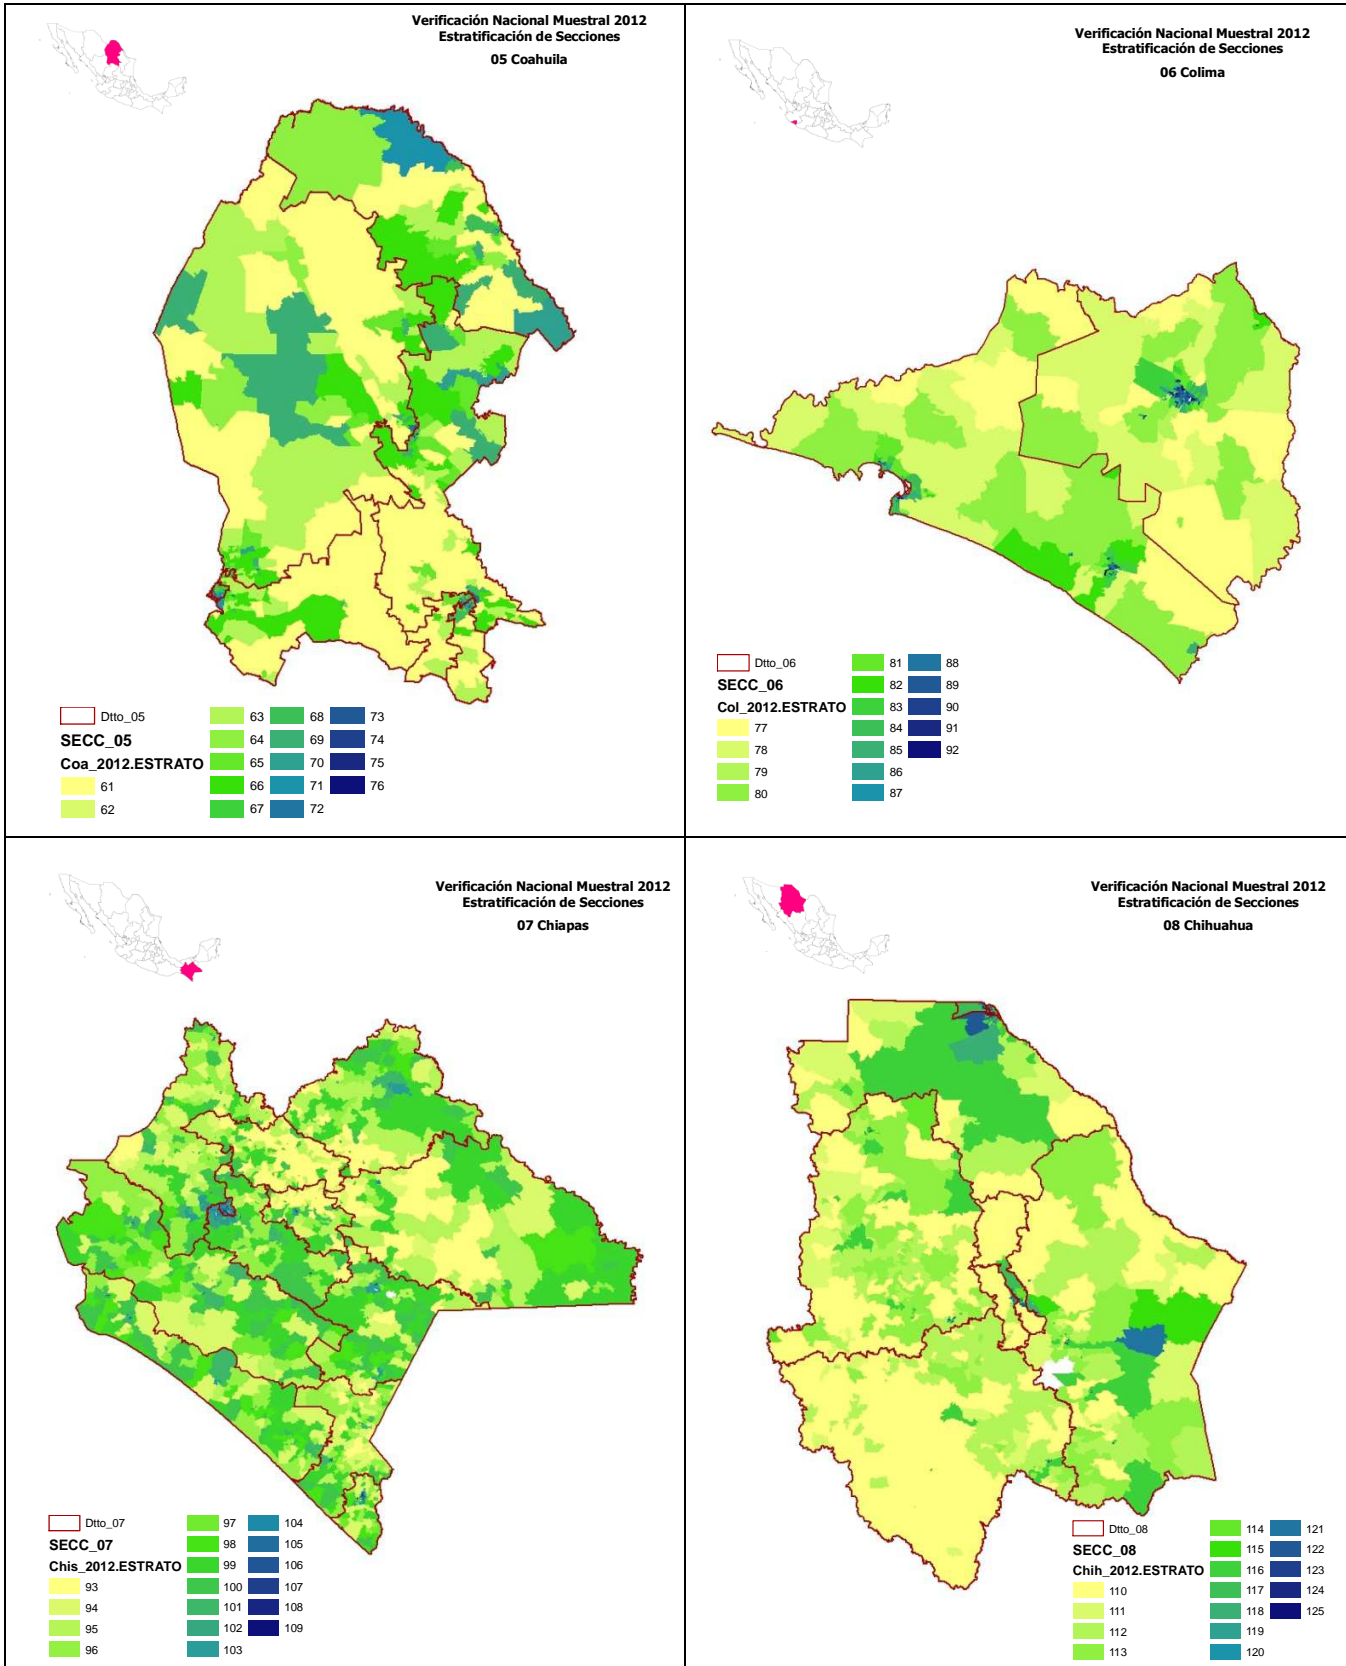 Verificación Nacional Muestral 2012
Estratificación de Secciones
05 Coahuila
Dtto_05
SECC_05
Coa_2012.ESTRATO
61
62
63
64
65
66
67
68
69
70
71
72
73
74
75
76
Verificación Nacional Muestral 2012
Estratificación de Secciones
06 Colima
Dtto_06
SECC_06
Col_2012.ESTRATO
77
78
79
80
81
82
83
84
85
86
87
88
89
90
91
92
Verificación Nacional Muestral 2012
Estratificación de Secciones
07 Chiapas
Dtto_07
SECC_07
Chis_2012.ESTRATO
93
94
95
96
97
98
99
100
101
102
103
104
105
106
107
108
109
Verificación Nacional Muestral 2012
Estratificación de Secciones
08 Chihuahua
Dtto_08
SECC_08
Chih_2012.ESTRATO
110
111
112
113
114
115
116
117
118
119
120
121
122
123
124
125